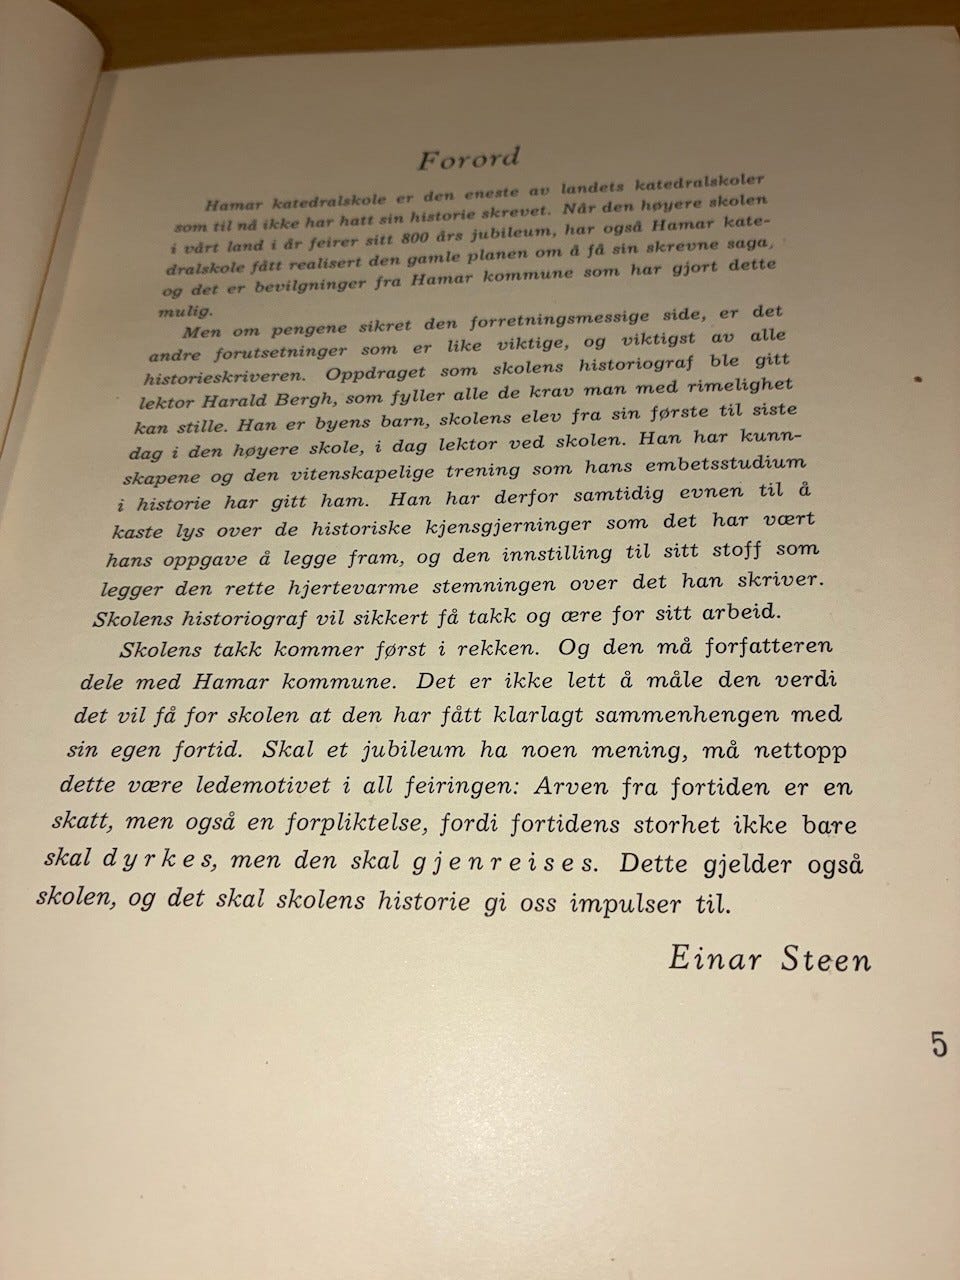 Forord
Hamar katedralskole er den eneste av landets katedralskoler
som til nå ikke har hatt sin historie skrevet. Når den høyere skolen
i vårt land i år feirer sitt 800 års jubileum, har også Hamar kate-
dralskole fått realisert den gamle planen om å få sin skrevne saga,
og det er bevilgninger fra Hamar kommune som har gjort dette
mulig.
Men om pengene sikret den forretningsmessige side, er det
andre forutsetninger som er like viktige, og viktigst av alle
historieskriveren. Oppdraget som skolens historiograf ble gitt
lektor Harald Bergh, som fyller alle de krav man med rimelighet
kan stille. Han er byens barn, skolens elev fra sin første til siste
dag i den høyere skole, i dag lektor ved skolen. Han har kunn-
skapene og den vitenskapelige trening som hans embetsstudium
i historie har gitt ham. Han har derfor samtidig evnen til å
kaste lys over de historiske kjensgjerninger som det har vært
hans oppgave å legge fram, og den innstilling til sitt stoff som
legger den rette hjertevarme stemningen over det han skriver.
Skolens historiograf vil sikkert få takk og ære for sitt arbeid.
Skolens takk kommer først i rekken. Og den må forfatteren
dele med Hamar kommune. Det er ikke lett å måle den verdi
det vil få for skolen at den har fått klarlagt sammenhengen med
sin egen fortid. Skal et jubileum ha noen mening, må nettopp
dette være ledemotivet i all feiringen: Arven fra fortiden er en
skatt, men også en forpliktelse, fordi fortidens storhet ikke bare
skal dyrkes, men den skal gjenreises. Dette gjelder også
skolen, og det skal skolens historie gi oss impulser til.
Einar Steen
5